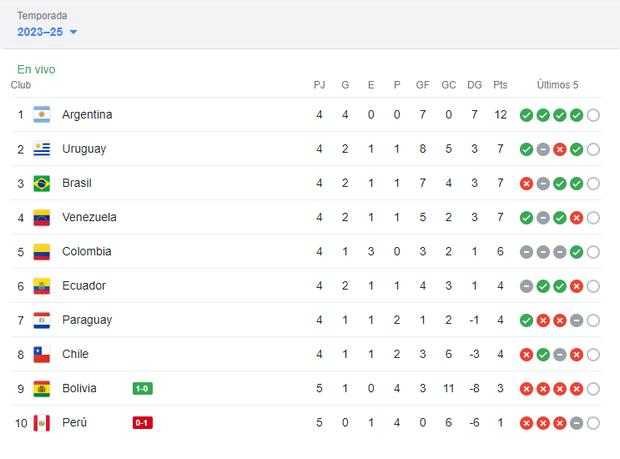 Temporada
2023–25
En vivo
Club PJ G E P GF GC DG Pts Últimos 5
1 Argentina 4 4 0 0 7 0 7 12
2 Uruguay 4 2 1 1 8 5 3 7
3 Brasil 4 2 1 1 7 4 3 7
4 Venezuela 4 2 1 1 5 2 3 7
5 Colombia 4 1 3 0 3 2 1 6
6 Ecuador 4 2 1 1 4 3 1 4
7 Paraguay 4 1 1 2 1 2 -1 4
8 Chile 4 1 1 2 3 6 -3 4
9 Bolivia 1-0 5 1 0 4 3 11 -8 3
10 Perú 0-1 5 0 1 4 0 6 -6 1